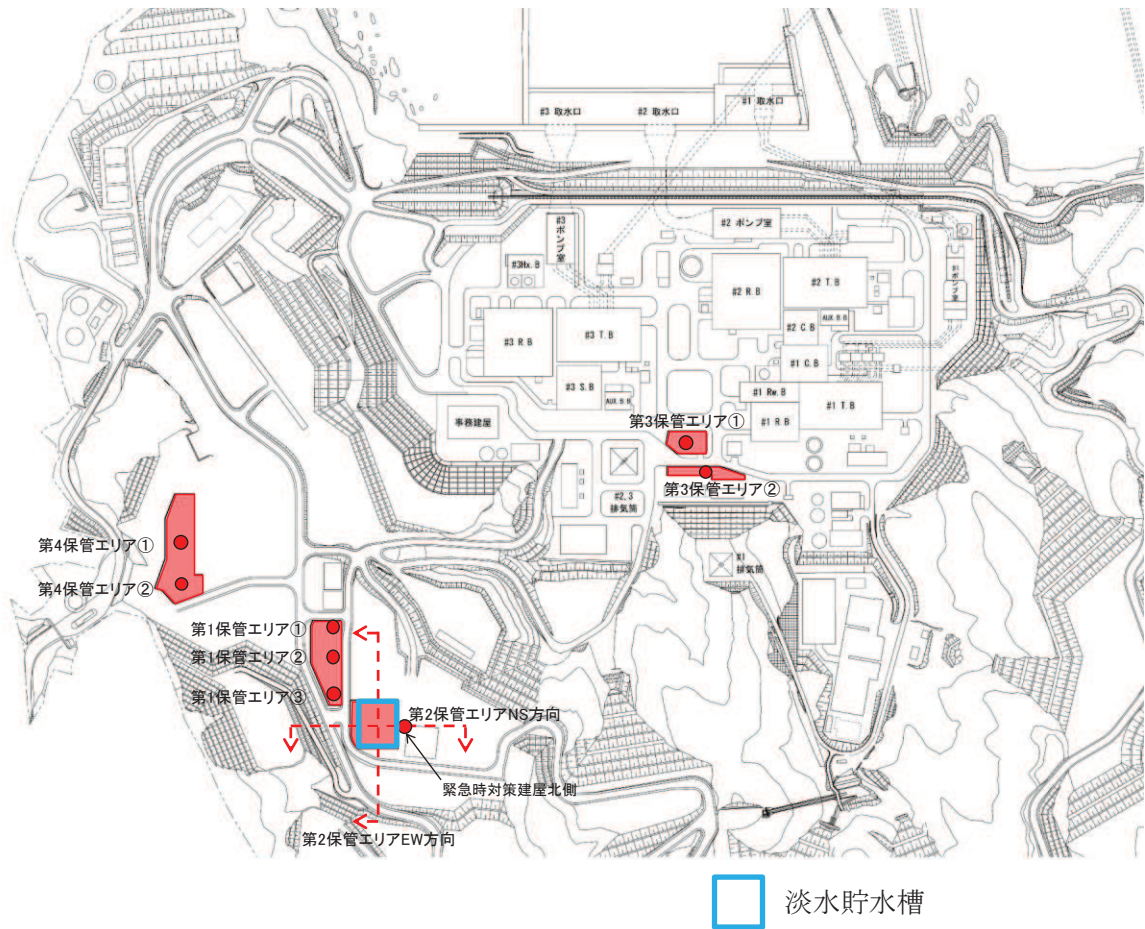 #3 取水口
#2 取水口
#1 取水口
#3 ポンプ室
#2 ポンプ室
#1 ポンプ室
#3Hx.B
#2 R.B
#2 T.B
#2 C.B
AUX.B.B
#3 R.B
#3 T.B
#1 C.B
#3 S.B
AUX.B.B
#1 Rw.B
#1 T.B
#1 R.B
事務建屋
第3保管エリア①
第3保管エリア②
#2,3
排気筒
#1
排気筒
第4保管エリア①
第4保管エリア②
第1保管エリア①
第1保管エリア②
第1保管エリア③
第2保管エリアNS方向
緊急時対策建屋北側
第2保管エリアEW方向
淡水貯水槽